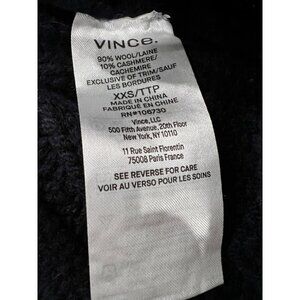 VINCE.
90% WOOL/LAINE
10% CASHMERE/
CACHEMIRE
EXCLUSIVE OF TRIM/SAUF
LES BORDURES
XXS/TTP
MADE IN CHINA
FABRIQUÉ EN CHINE
RN#106730
Vince, LLC
500 Fifth Avenue, 20th Floor
New York, NY 10110
11 Rue Saint Florentin
75008 Paris France
SEE REVERSE FOR CARE
VOIR AU VERSO POUR LES SOINS